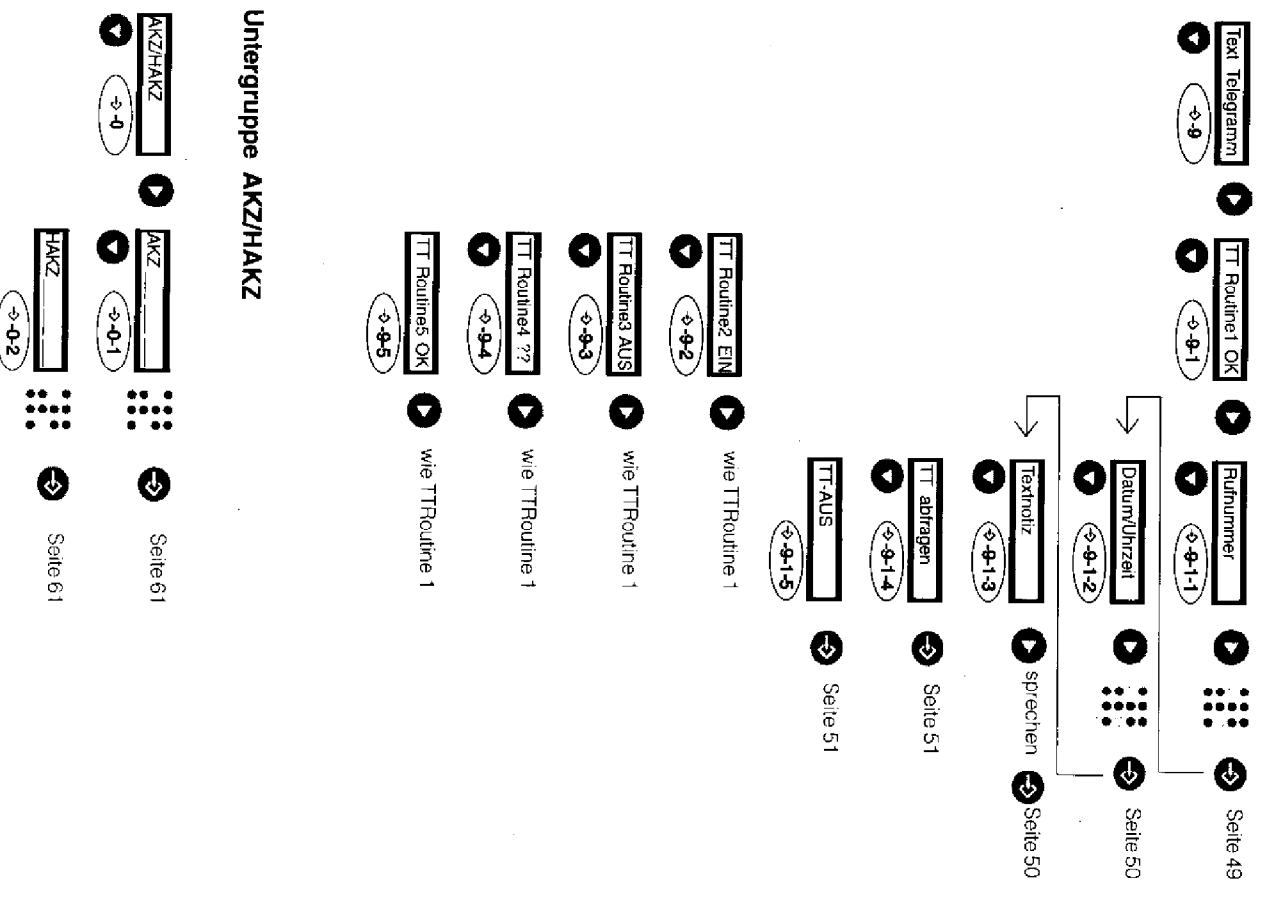 Text Telegramm
-9
TT Routine1 OK
-9-1
Rufnummer
-9-1-1
Seite 49
Datum/Uhrzeit
-9-1-2
Seite 50
Textnotiz
-9-1-3
sprechen
Seite 50
TT abfragen
-9-1-4
Seite 51
TT-AUS
-9-1-5
Seite 51
TT Routine2 EIN
-9-2
wie TTRoutine 1
TT Routine3 AUS
-9-3
wie TTRoutine 1
TT Routine4 ??
-9-4
wie TTRoutine 1
TT Routine5 OK
-9-5
wie TTRoutine 1
Untergruppe AKZ/HAKZ
AKZ/HAKZ
-0
AKZ __ __ __
-0-1
Seite 61
HAKZ
-0-2
Seite 61